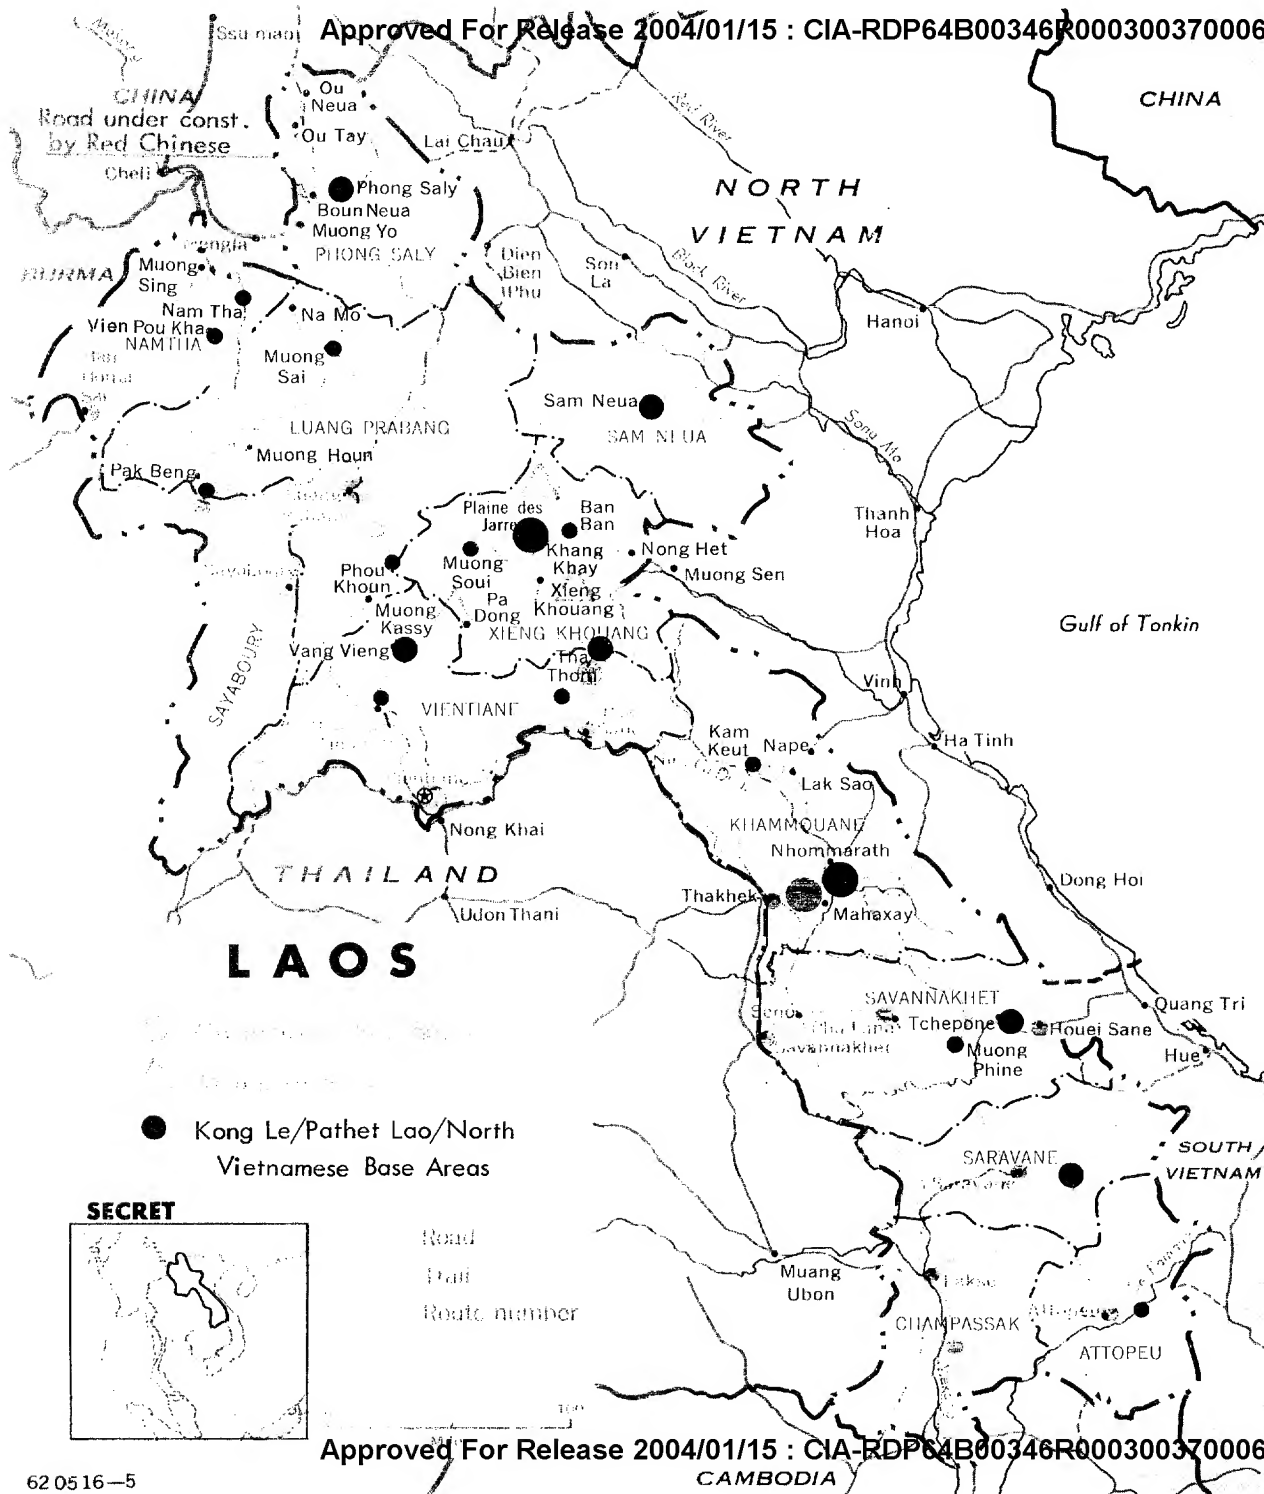 Approved For Release 2004/01/15 : CIA-RDP64B00346R000300370006
Ssu mao
CHINA
Road under const.
by Red Chinese
Cheli
Ou
Neua
Ou Tay
Lai Chau
Red River
CHINA
Phong Saly
Boun Neua
Muong Yo
PHONG SALY
NORTH
VIETNAM
BURMA
Muong
Sing
Dien
Bien
Phu
Son
La
Black River
Nam Tha
Na Mo
Vien Pou Kha
NAMTHA
Muong
Sai
Hanoi
Sam Neua
SAM NEUA
LUANG PRABANG
Muong Houn
Pak Beng
Song Ma
Thanh
Hoa
Plaine des
Jarres
Ban
Ban
Khang
Khay
Nong Het
Muong Sen
Phou
Khoun
Muong
Soui
Xieng
Khouang
Pa
Dong
Muong
Kassy
XIENG KHOUANG
Gulf of Tonkin
SAYABOURY
Vang Vieng
Tha
Thom
VIENTIANE
Vinh
Kam
Keut
Nape
Ha Tinh
Lak Sao
Nong Khai
KHAMMOUANE
Nhommarath
THAILAND
Thakhek
Mahaxay
Dong Hoi
Udon Thani
LAOS
SAVANNAKHET
Quang Tri
Seno
Tchepone
Houei Sane
Savannakhet
Muong
Phine
Hue
Kong Le/Pathet Lao/North
Vietnamese Base Areas
SARAVANE
Saravane
SOUTH
VIETNAM
SECRET
Road
Trail
Route number
Muang
Ubon
Pakse
CHAMPASSAK
Attopeu
ATTOPEU
100
Approved For Release 2004/01/15 : CIA-RDP64B00346R000300370006
CAMBODIA
62 0516—5